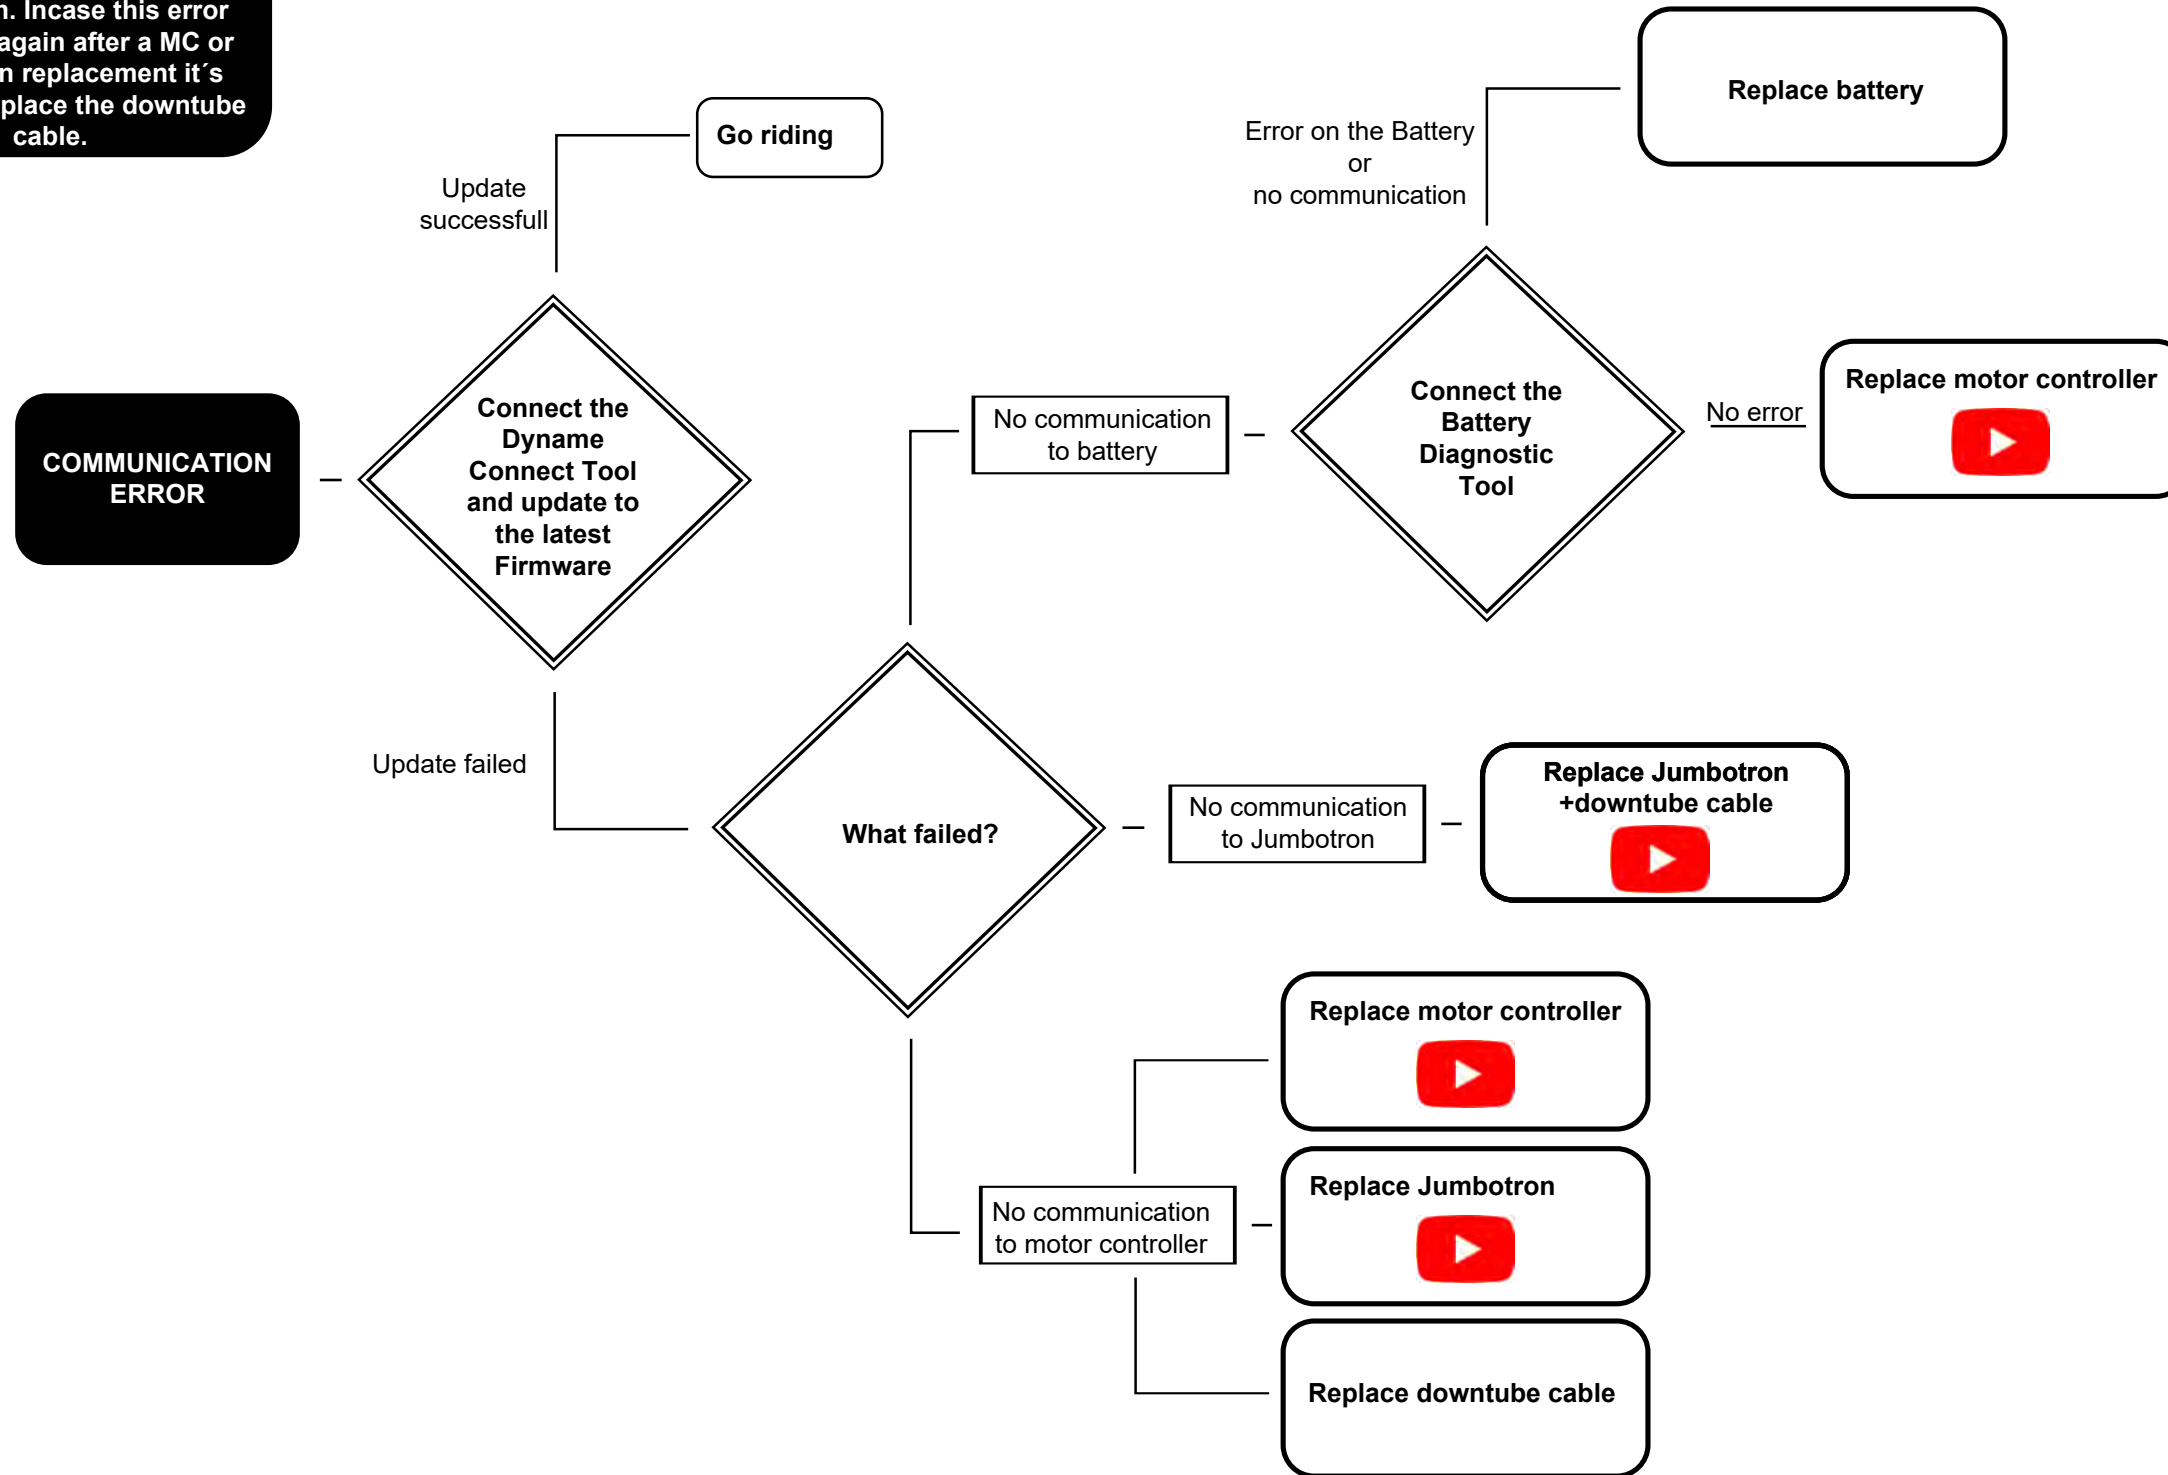 . Incase this error
again after a MC or
n replacement it´s
place the downtube
cable.
Go riding
Update
successfull
Error on the Battery
or
no communication
Replace battery
COMMUNICATION
ERROR
Connect the
Dyname
Connect Tool
and update to
the latest
Firmware
No communication
to battery
Connect the
Battery
Diagnostic
Tool
No error
Replace motor controller
Update failed
What failed?
No communication
to Jumbotron
Replace Jumbotron
+downtube cable
No communication
to motor controller
Replace motor controller
Replace Jumbotron
Replace downtube cable